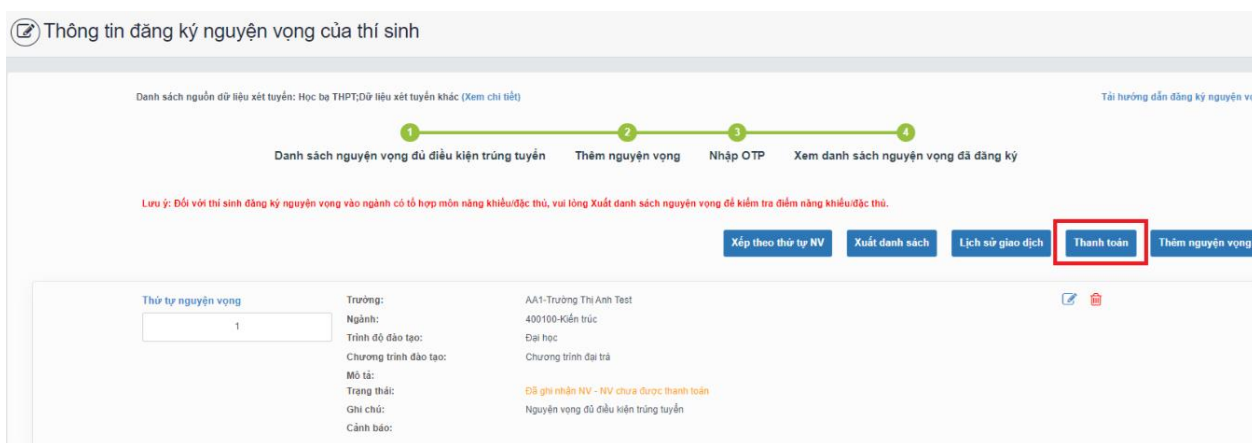 Thông tin đăng ký nguyện vọng của thí sinh
Danh sách nguồn dữ liệu xét tuyển: Học bạ THPT;Dữ liệu xét tuyển khác (Xem chi tiết)
Tải hướng dẫn đăng ký nguyện
1 2 3 4
Danh sách nguyện vọng đủ điều kiện trúng tuyển Thêm nguyện vọng Nhập OTP Xem danh sách nguyện vọng đã đăng ký
Lưu ý: Đối với thí sinh đăng ký nguyện vọng vào ngành có tổ hợp môn năng khiếu/đặc thù, vui lòng Xuất danh sách nguyện vọng để kiểm tra điểm năng khiếu/đặc thù.
Xếp theo thứ tự NV Xuất danh sách Lịch sử giao dịch Thanh toán Thêm nguyện vọng
Thứ tự nguyện vọng
1
Trường: AA1-Trường Thị Anh Test
Ngành: 400100-Kiến trúc
Trình độ đào tạo: Đại học
Chương trình đào tạo: Chương trình đại trà
Mô tả:
Trạng thái: Đã ghi nhận NV - NV chưa được thanh toán
Ghi chú: Nguyện vọng đủ điều kiện trúng tuyển
Cảnh báo: